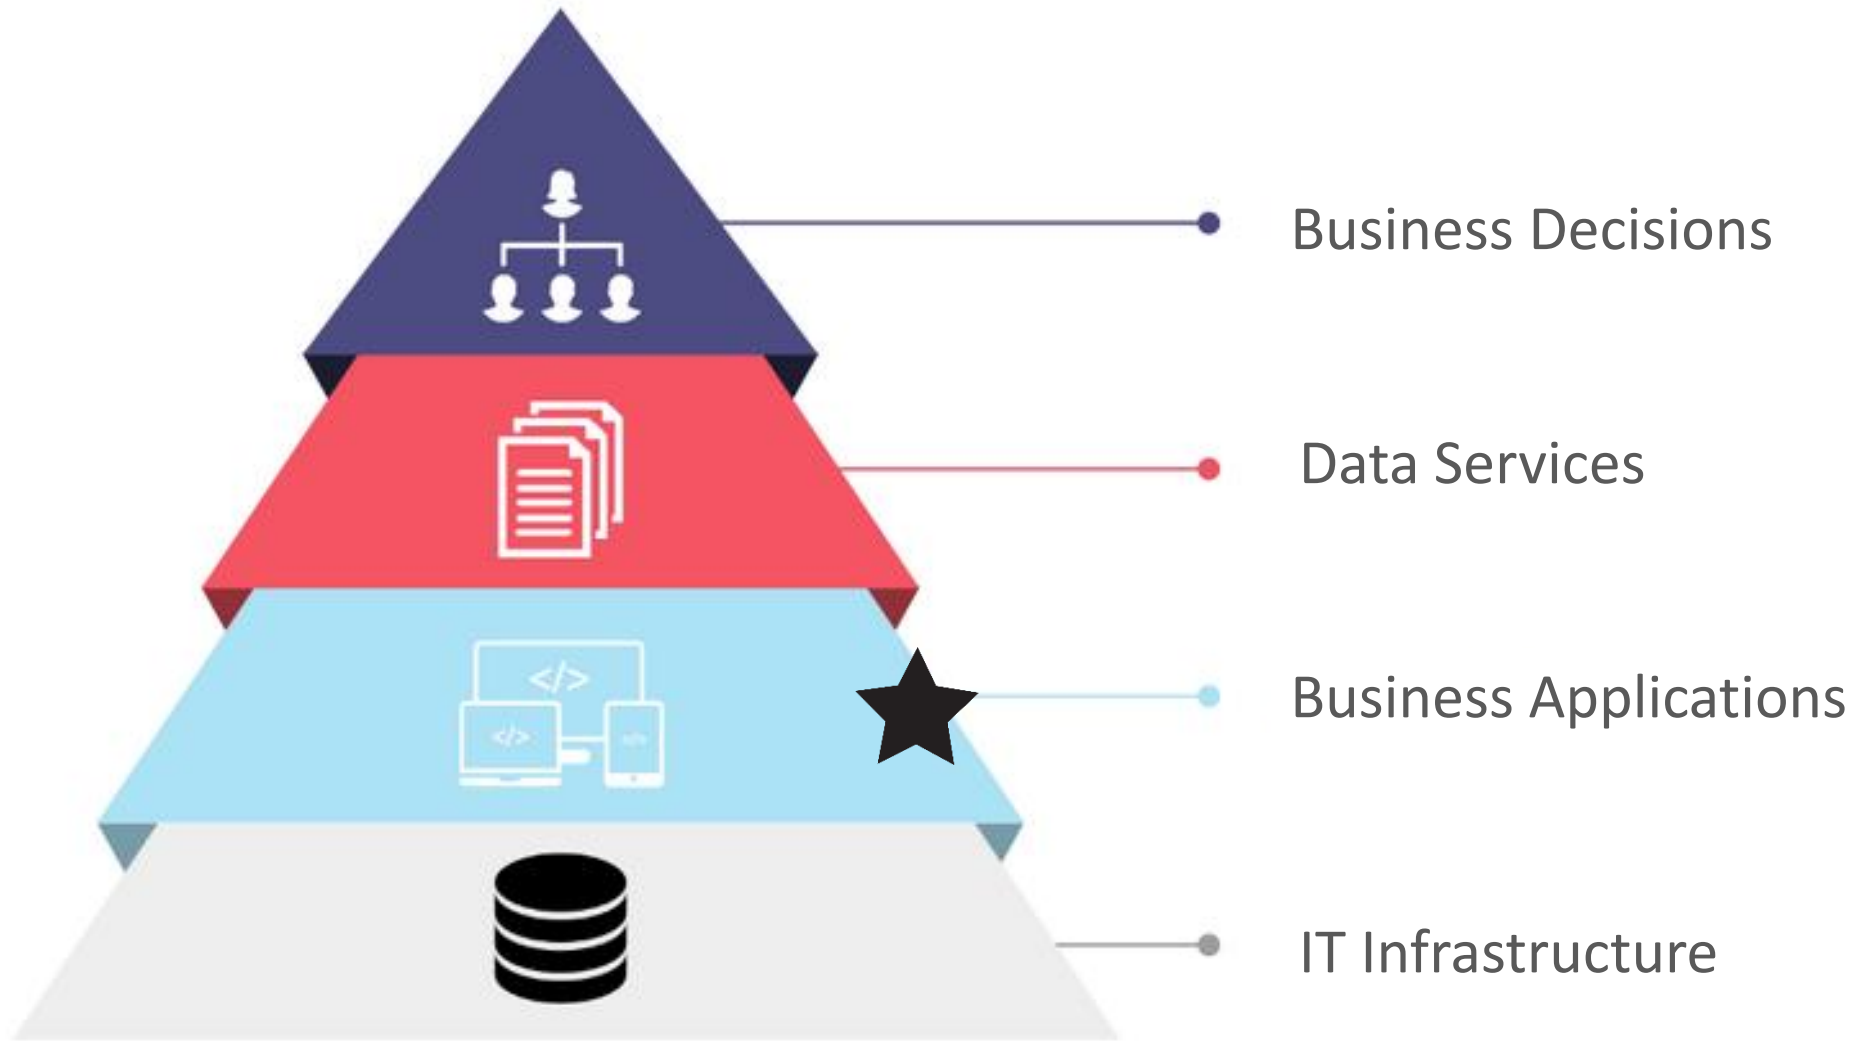 Business Decisions
Data Services
</>
Business Applications
</>
</>
IT Infrastructure